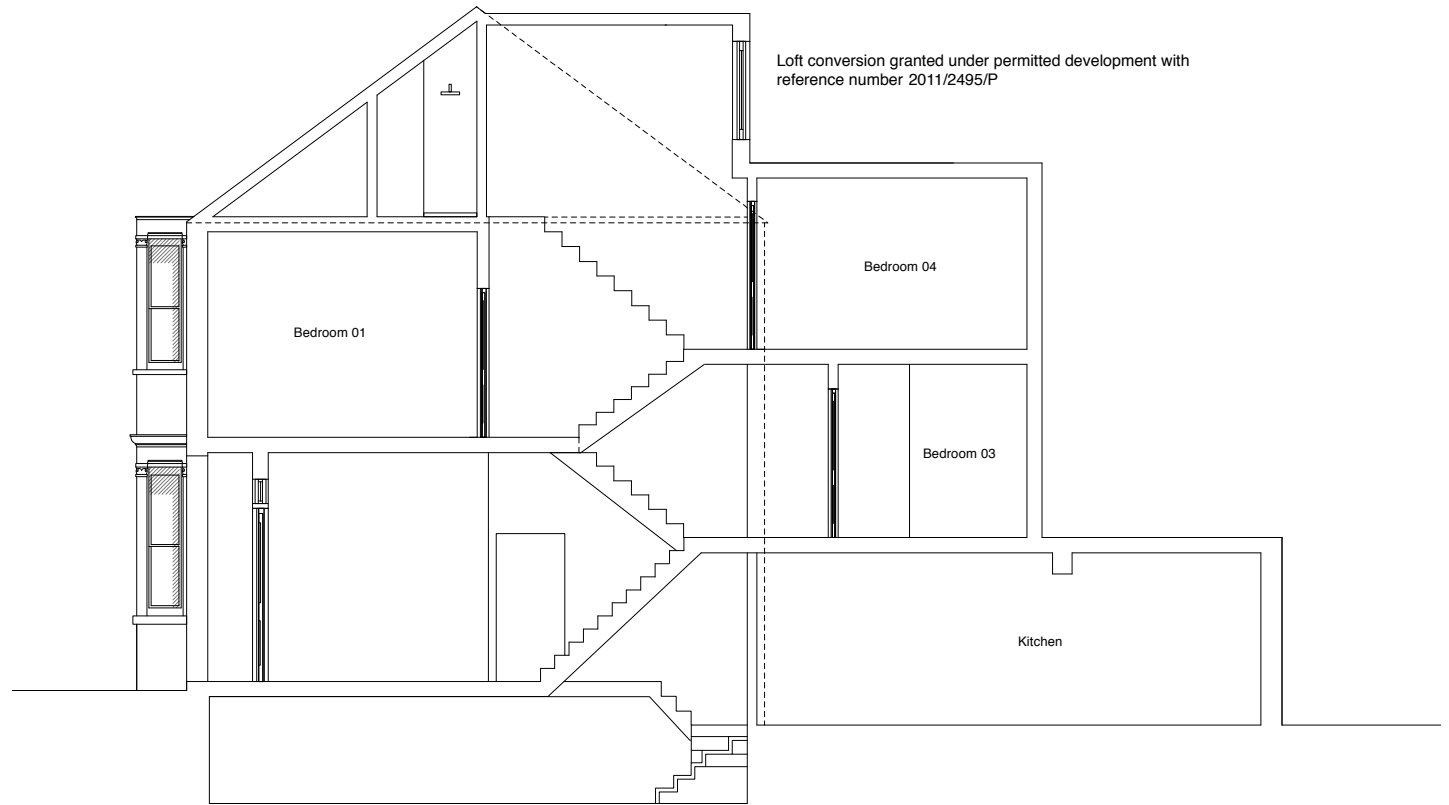 Loft conversion granted under permitted development with
reference number 2011/2495/P
Bedroom 04
Bedroom 01
Bedroom 03
Kitchen